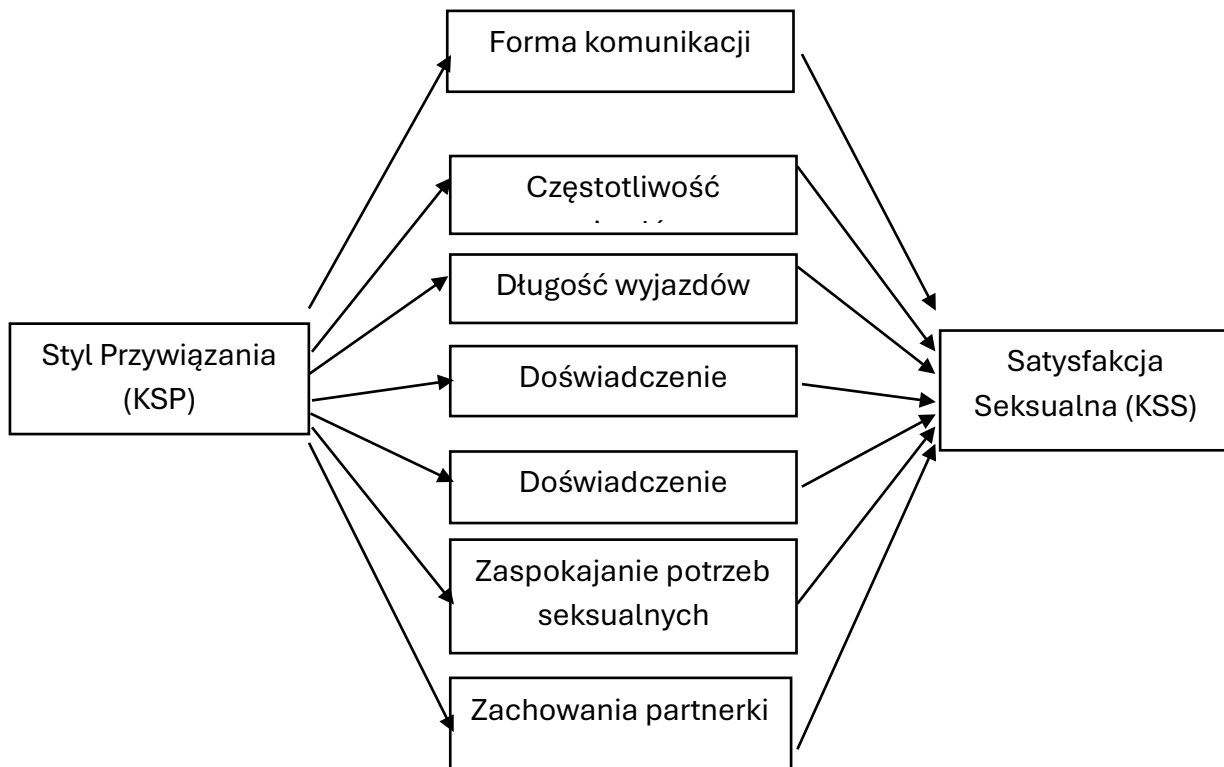 Forma komunikacji
Częstotliwość
Długość wyjazdów
Styl Przywiązania
(KSP)
Doświadczenie
Satysfakcja
Seksualna (KSS)
Doświadczenie
Zaspokajanie potrzeb
seksualnych
Zachowania partnerki